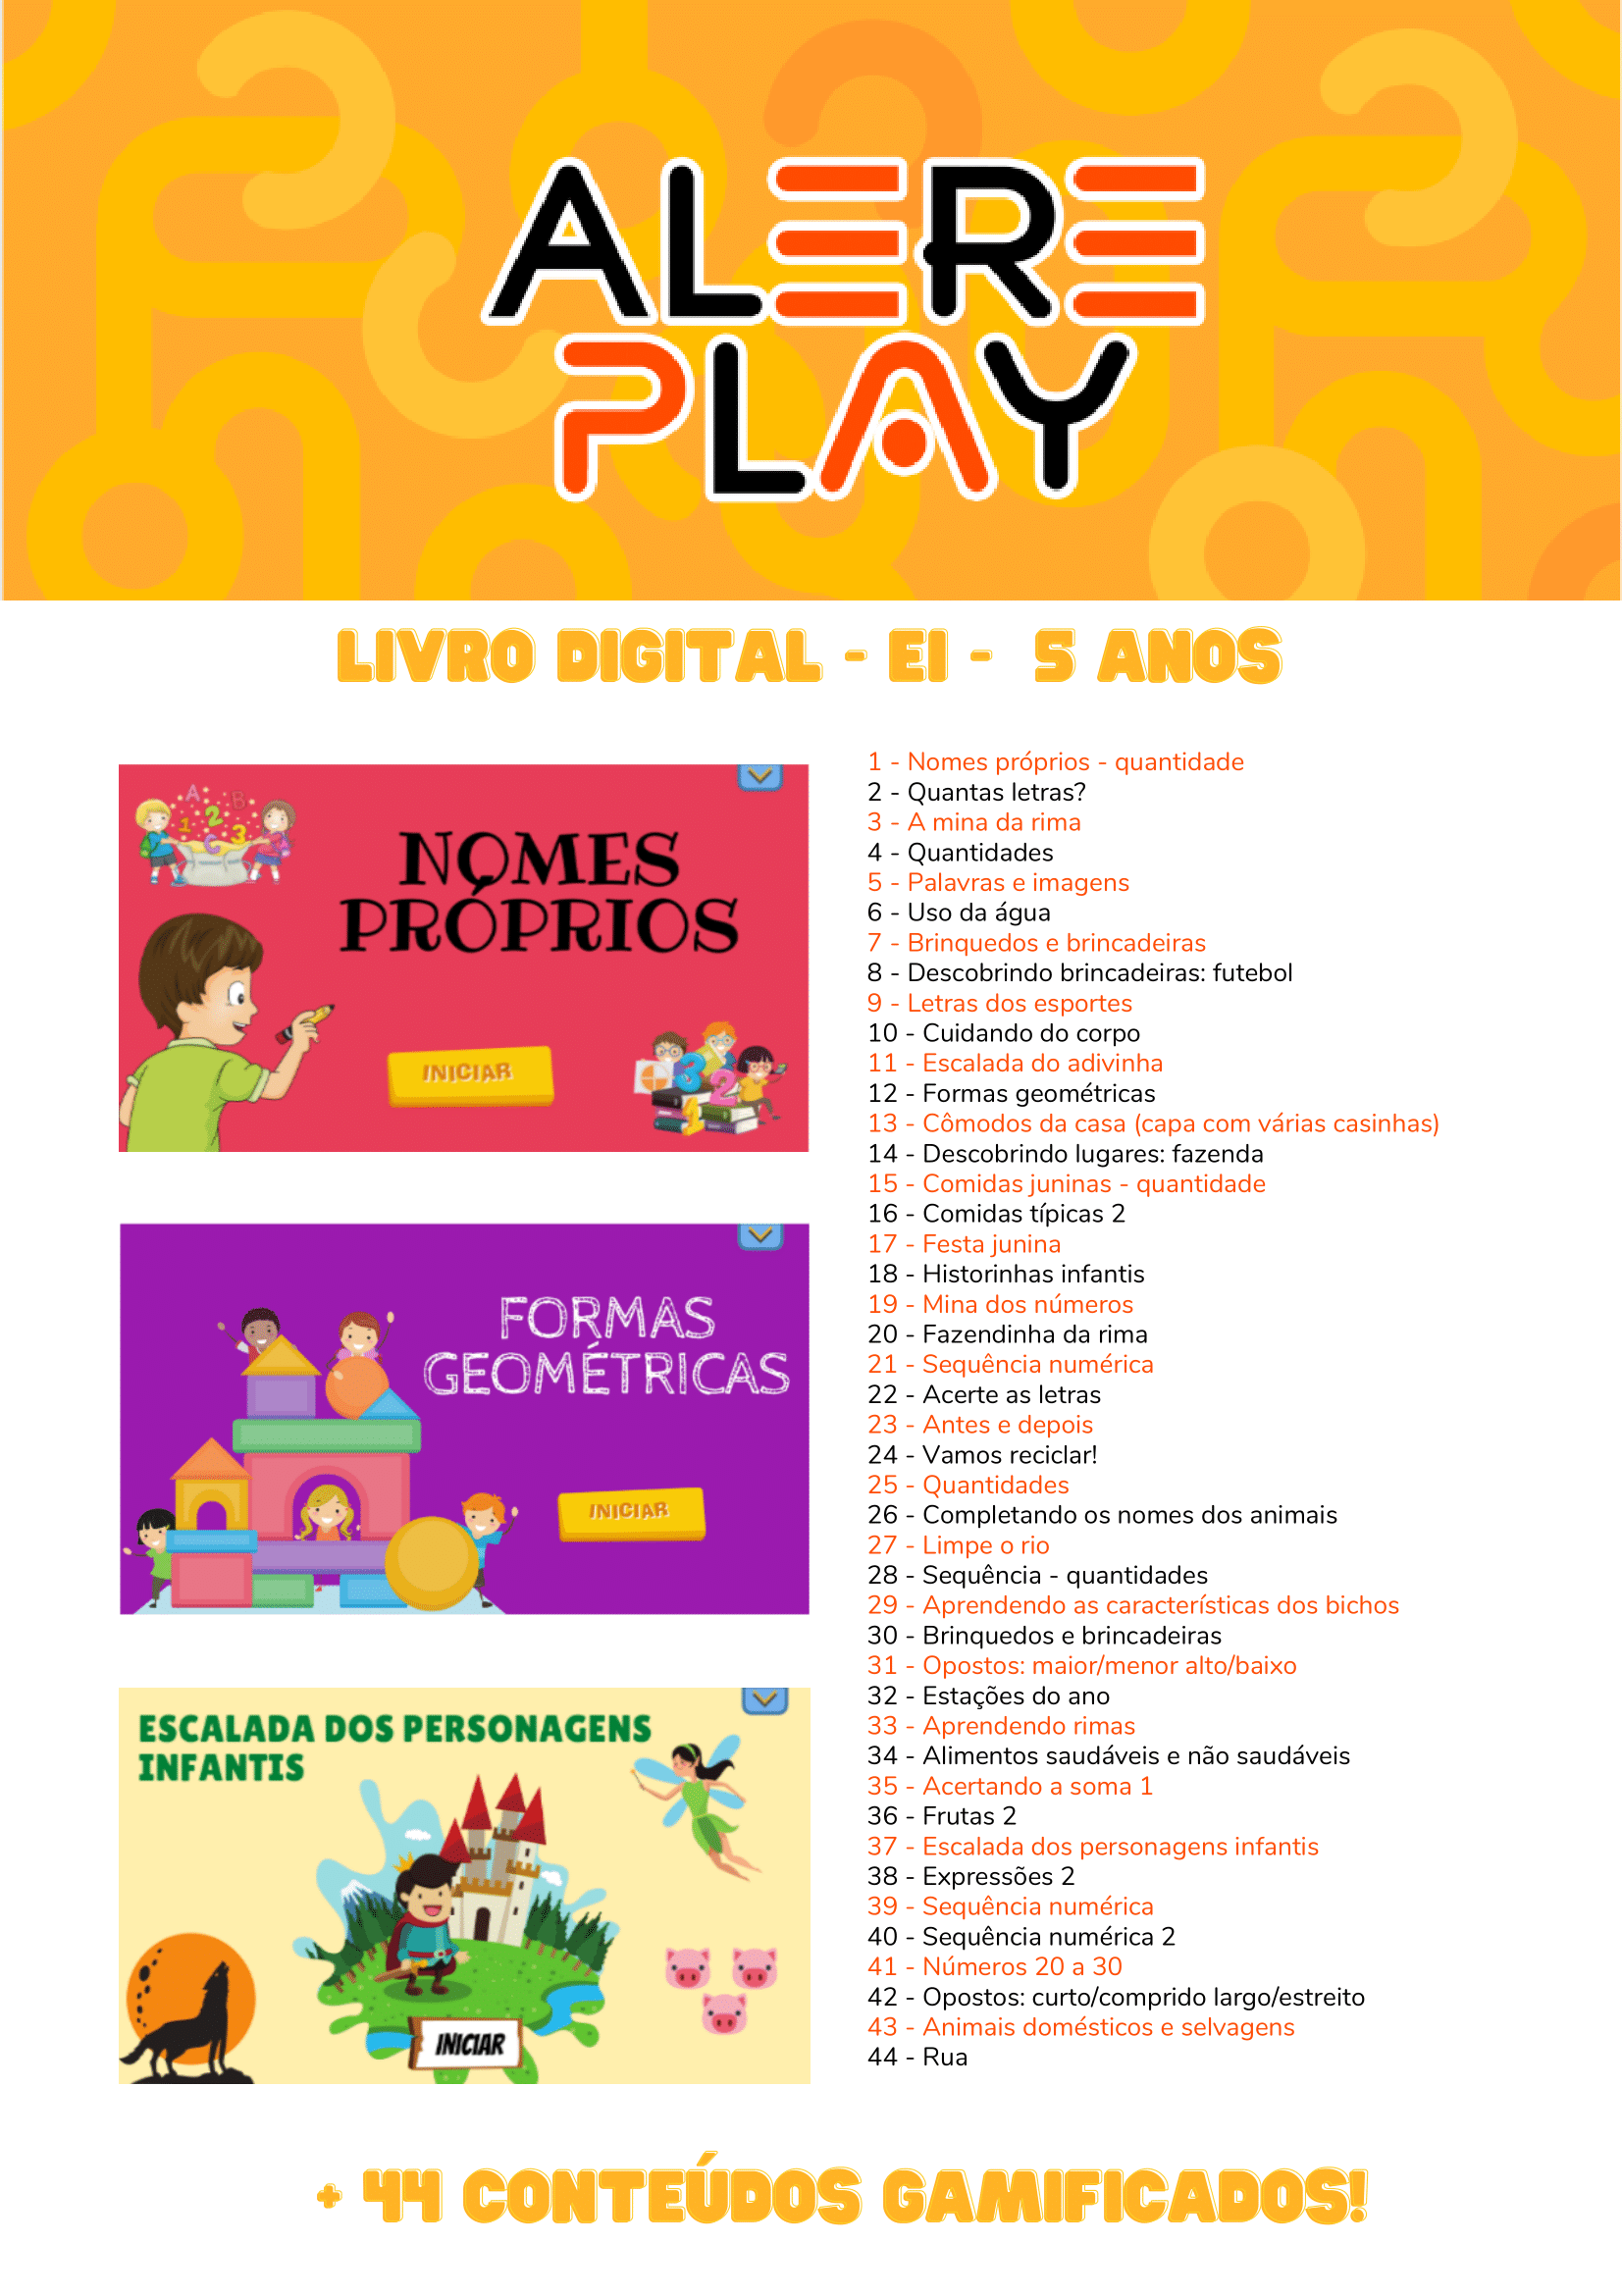 ALERE
PLAY
LIVRO DIGITAL - EI - 5 ANOS
NOMES
PRÓPRIOS
INICIAR
FORMAS
GEOMÉTRICAS
INICIAR
ESCALADA DOS PERSONAGENS
INFANTIS
INICIAR
1 - Nomes próprios - quantidade
2 - Quantas letras?
3 - A mina da rima
4 - Quantidades
5 - Palavras e imagens
6 - Uso da água
7 - Brinquedos e brincadeiras
8 - Descobrindo brincadeiras: futebol
9 - Letras dos esportes
10 - Cuidando do corpo
11 - Escalada do adivinha
12 - Formas geométricas
13 - Cômodos da casa (capa com várias casinhas)
14 - Descobrindo lugares: fazenda
15 - Comidas juninas - quantidade
16 - Comidas típicas 2
17 - Festa junina
18 - Historinhas infantis
19 - Mina dos números
20 - Fazendinha da rima
21 - Sequência numérica
22 - Acerte as letras
23 - Antes e depois
24 - Vamos reciclar!
25 - Quantidades
26 - Completando os nomes dos animais
27 - Limpe o rio
28 - Sequência - quantidades
29 - Aprendendo as características dos bichos
30 - Brinquedos e brincadeiras
31 - Opostos: maior/menor alto/baixo
32 - Estações do ano
33 - Aprendendo rimas
34 - Alimentos saudáveis e não saudáveis
35 - Acertando a soma 1
36 - Frutas 2
37 - Escalada dos personagens infantis
38 - Expressões 2
39 - Sequência numérica
40 - Sequência numérica 2
41 - Números 20 a 30
42 - Opostos: curto/comprido largo/estreito
43 - Animais domésticos e selvagens
44 - Rua
+ 44 CONTEÚDOS GAMIFICADOS!